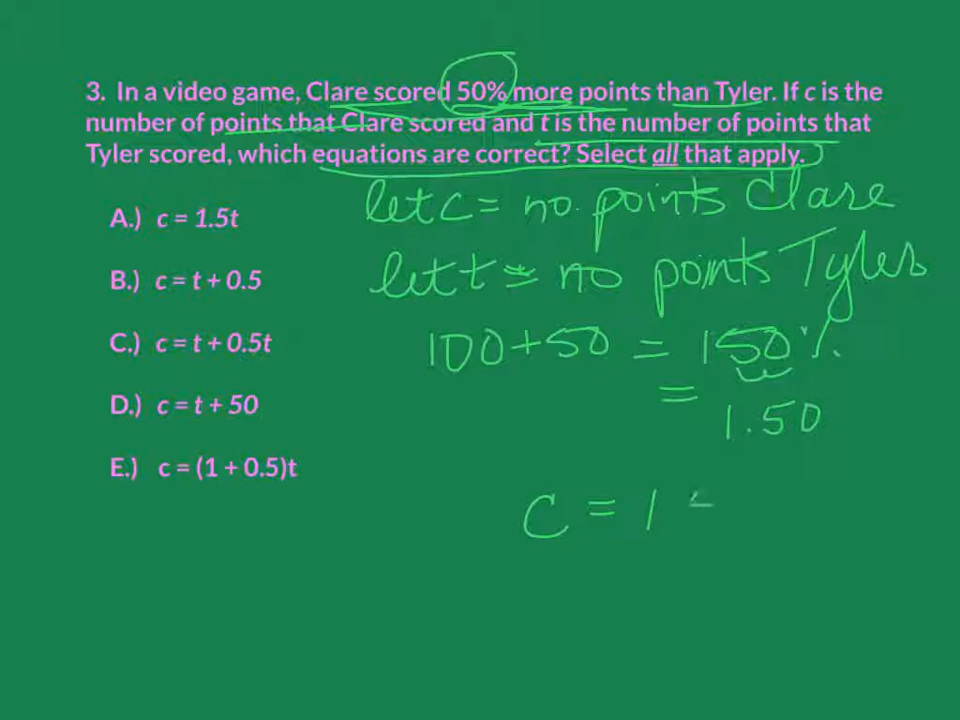 3. In a video game, Clare scored 50% more points than Tyler. If c is the
number of points that Clare scored and t is the number of points that
Tyler scored, which equations are correct? Select all that apply.
let c = no. points Clare
A.) c = 1.5t
let t = no points Tyler
B.) c = t + 0.5
100+50 = 150%
C.) c = t + 0.5t
= 1.50
D.) c = t + 50
E.) c = (1 + 0.5)t
C = 1